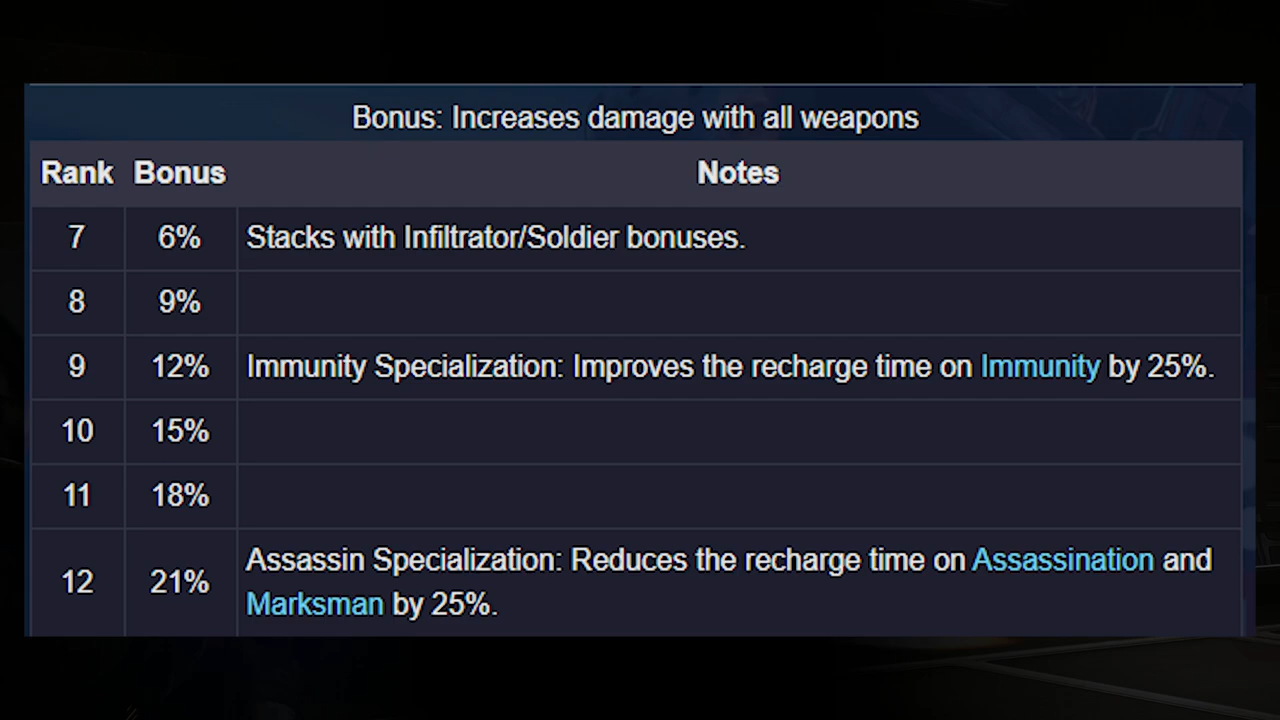 Bonus: Increases damage with all weapons
Rank Bonus Notes
7 6% Stacks with Infiltrator/Soldier bonuses.
8 9%
9 12% Immunity Specialization: Improves the recharge time on Immunity by 25%.
10 15%
11 18%
12 21% Assassin Specialization: Reduces the recharge time on Assassination and
Marksman by 25%.